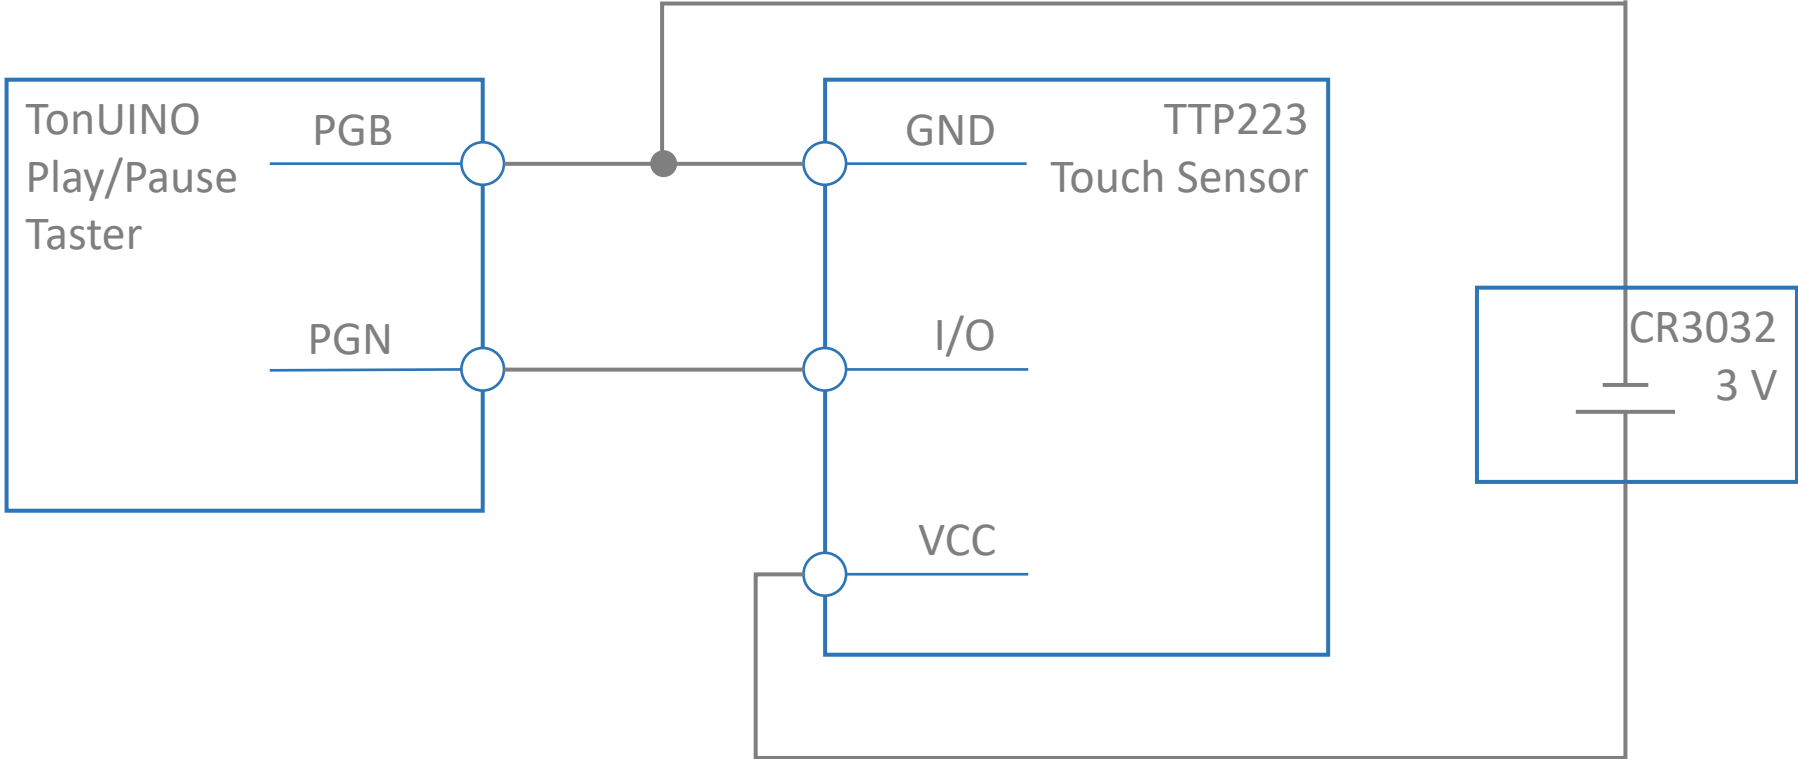 TonUINO
Play/Pause
Taster
PGB
PGN
GND
I/O
VCC
TTP223
Touch Sensor
CR3032
3 V